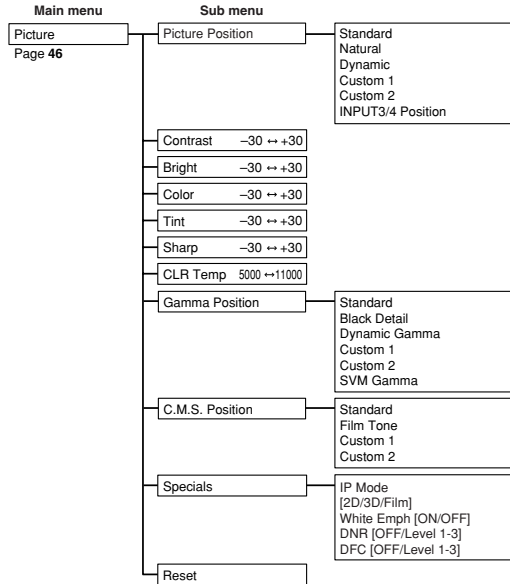 Main menu
Sub menu
Picture
Page 46
Picture Position
Standard
Natural
Dynamic
Custom 1
Custom 2
INPUT3/4 Position
Contrast –30 ↔ +30
Bright –30 ↔ +30
Color –30 ↔ +30
Tint –30 ↔ +30
Sharp –30 ↔ +30
CLR Temp 5000 ↔11000
Gamma Position
Standard
Black Detail
Dynamic Gamma
Custom 1
Custom 2
SVM Gamma
C.M.S. Position
Standard
Film Tone
Custom 1
Custom 2
Specials
IP Mode
[2D/3D/Film]
White Emph [ON/OFF]
DNR [OFF/Level 1-3]
DFC [OFF/Level 1-3]
Reset